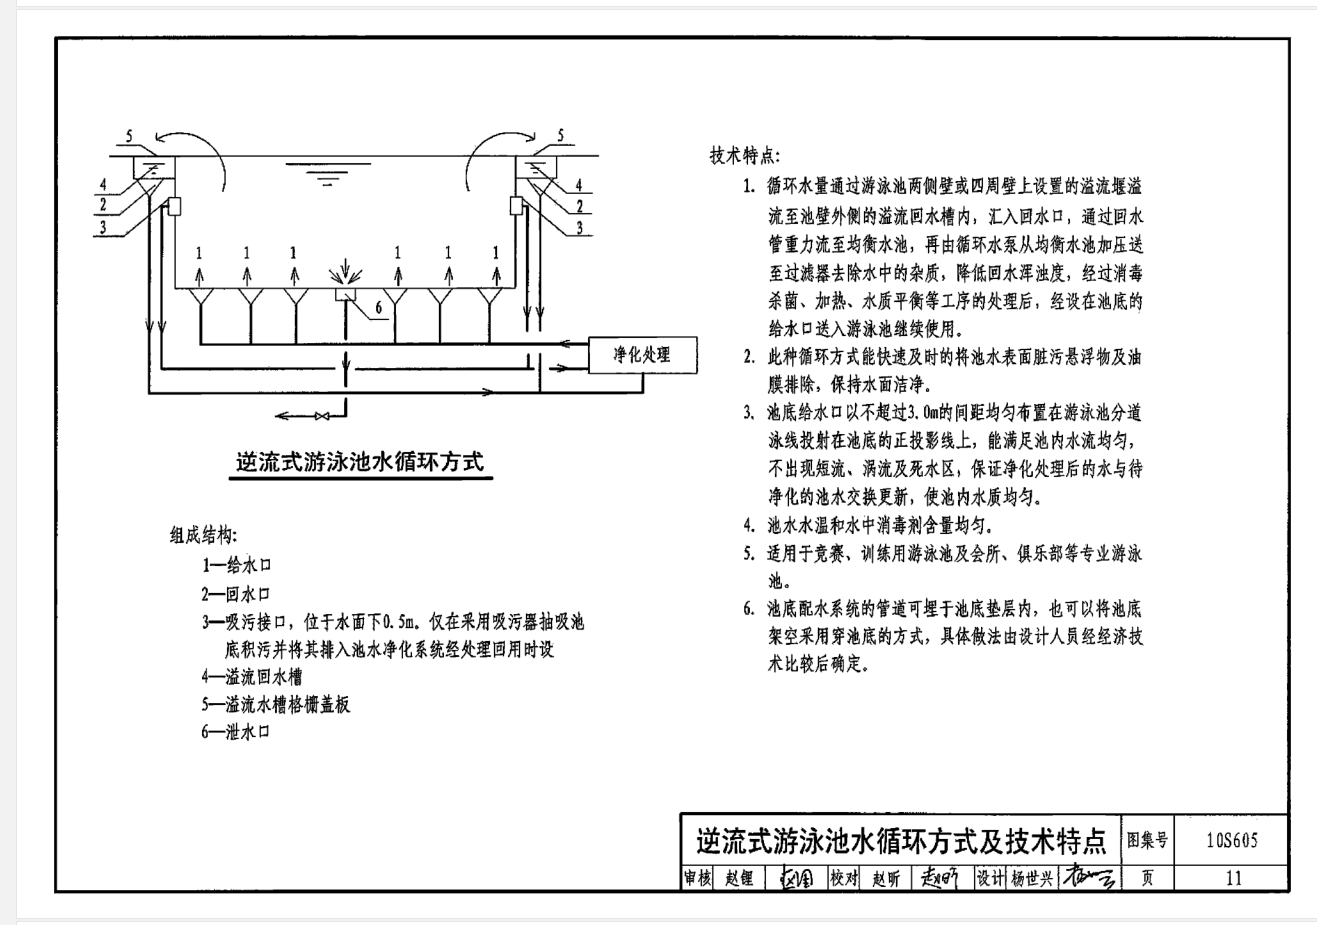 5
5
4
2
3
4
2
3
1
1
1
1
1
1
6
净化处理
逆流式游泳池水循环方式
组成结构:
1—给水口
2—回水口
3—吸污接口，位于水面下0.5m。仅在采用吸污器抽吸池
底积污并将其排入池水净化系统经处理回用时设
4—溢流回水槽
5—溢流水槽格栅盖板
6—泄水口
技术特点:
1. 循环水量通过游泳池两侧壁或四周壁上设置的溢流堰溢
流至池壁外侧的溢流回水槽内，汇入回水口，通过回水
管重力流至均衡水池，再由循环水泵从均衡水池加压送
至过滤器去除水中的杂质，降低回水浑浊度，经过消毒
杀菌、加热、水质平衡等工序的处理后，经设在池底的
给水口送入游泳池继续使用。
2. 此种循环方式能快速及时的将池水表面脏污悬浮物及油
膜排除，保持水面洁净。
3. 池底给水口以不超过3.0m的间距均匀布置在游泳池分道
泳线投射在池底的正投影线上，能满足池内水流均匀，
不出现短流、涡流及死水区，保证净化处理后的水与待
净化的池水交换更新，使池内水质均匀。
4. 池水水温和水中消毒剂含量均匀。
5. 适用于竞赛、训练用游泳池及会所、俱乐部等专业游泳
池。
6. 池底配水系统的管道可埋于池底垫层内，也可以将池底
架空采用穿池底的方式，具体做法由设计人员经经济技
术比较后确定。
逆流式游泳池水循环方式及技术特点 图集号 10S605
审核 赵锂 校对 赵昕 赵昕 设计 杨世兴 页 11